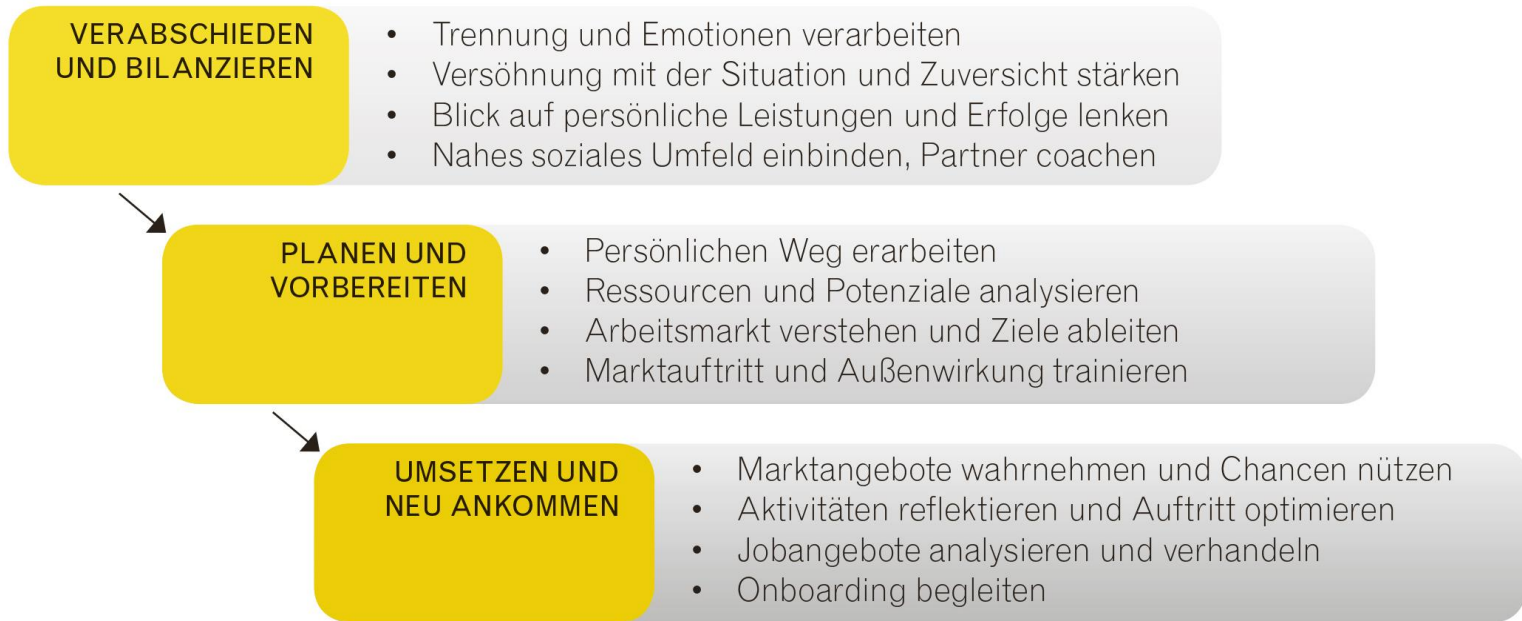 VERABSCHIEDEN
UND BILANZIEREN
• Trennung und Emotionen verarbeiten
• Versöhnung mit der Situation und Zuversicht stärken
• Blick auf persönliche Leistungen und Erfolge lenken
• Nahes soziales Umfeld einbinden, Partner coachen
PLANEN UND
VORBEREITEN
• Persönlichen Weg erarbeiten
• Ressourcen und Potenziale analysieren
• Arbeitsmarkt verstehen und Ziele ableiten
• Marktauftritt und Außenwirkung trainieren
UMSETZEN UND
NEU ANKOMMEN
• Marktangebote wahrnehmen und Chancen nützen
• Aktivitäten reflektieren und Auftritt optimieren
• Jobangebote analysieren und verhandeln
• Onboarding begleiten